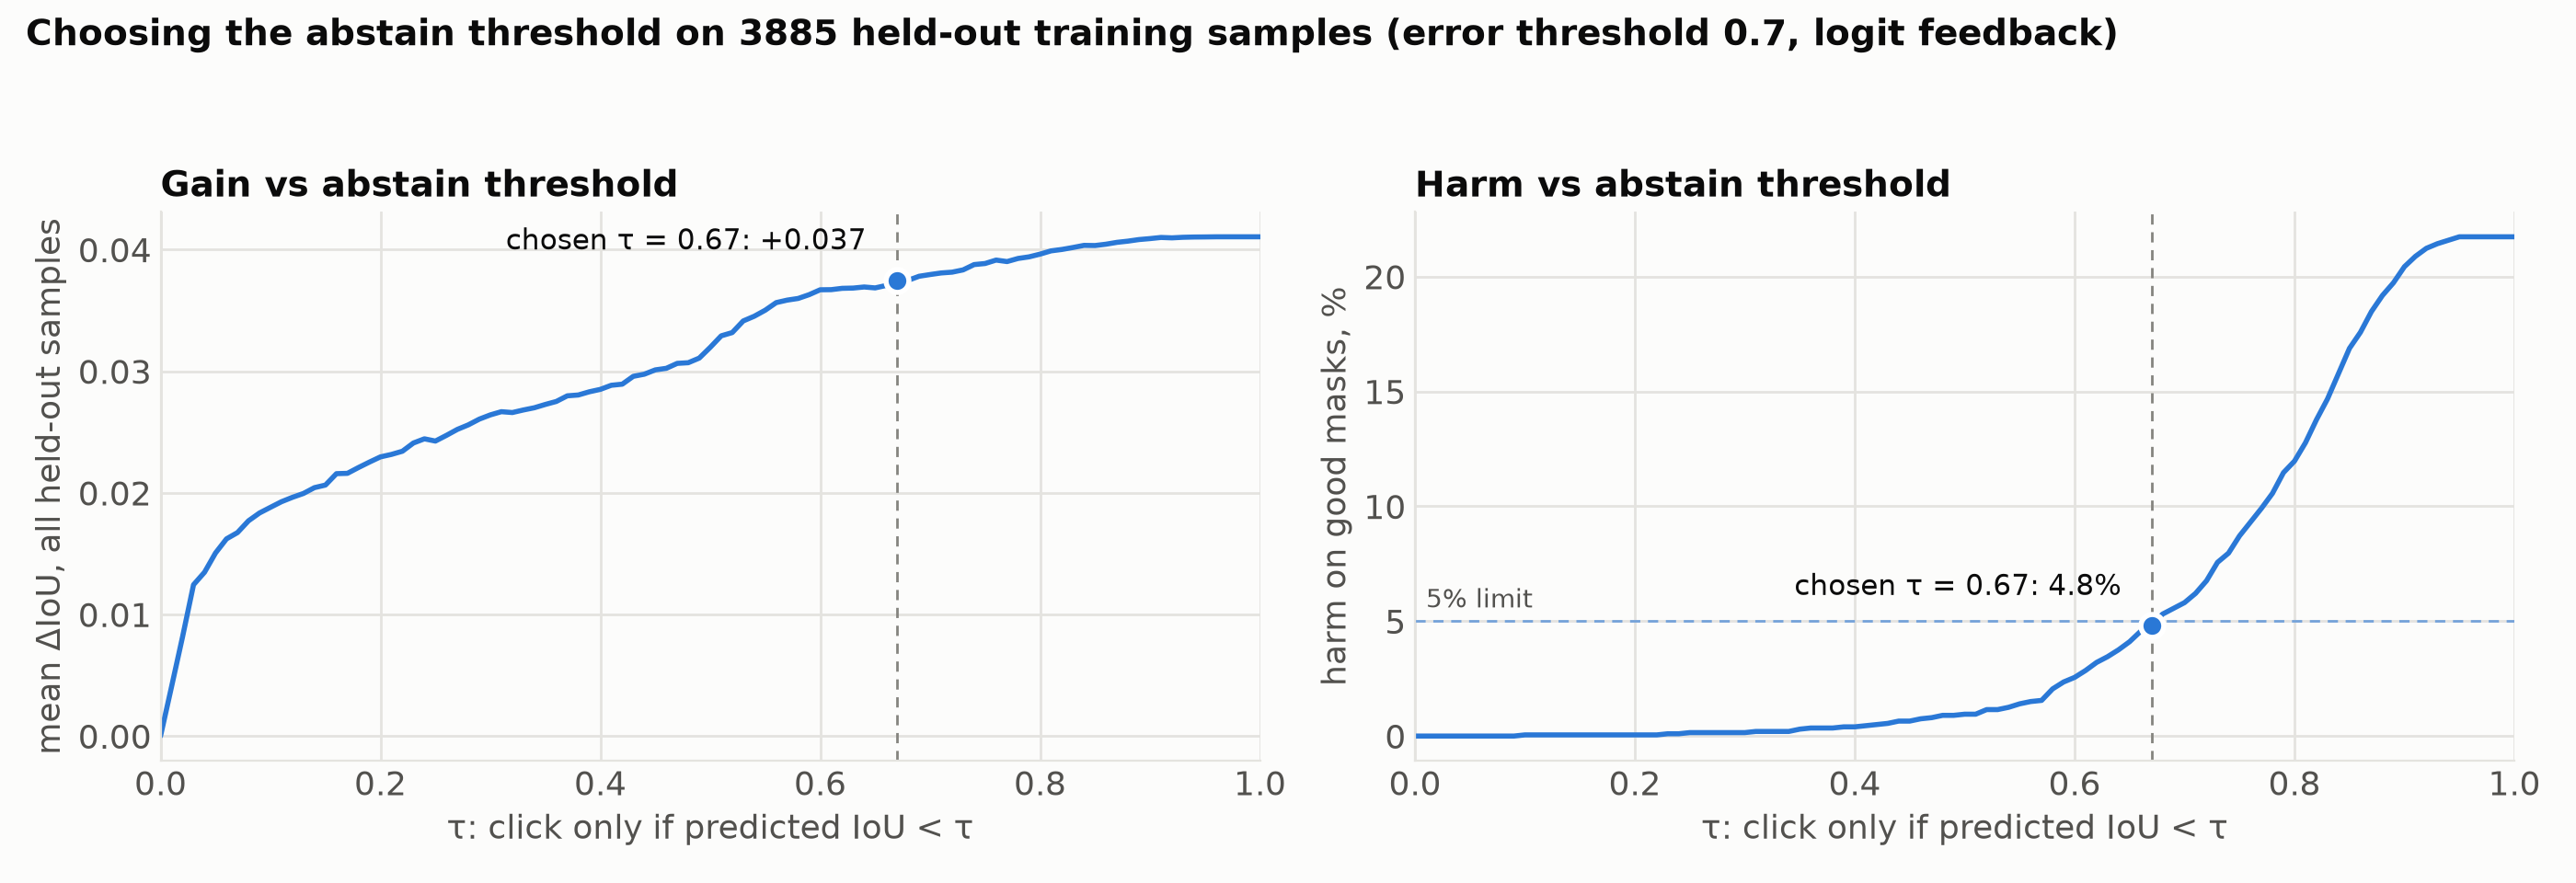 Choosing the abstain threshold on 3885 held-out training samples (error threshold 0.7, logit feedback)
Gain vs abstain threshold
mean ΔIoU, all held-out samples
0.04
0.03
0.02
0.01
0.00
chosen τ = 0.67: +0.037
0.0 0.2 0.4 0.6 0.8 1.0
τ: click only if predicted IoU < τ
Harm vs abstain threshold
harm on good masks, %
20
15
10
5
0
5% limit
chosen τ = 0.67: 4.8%
0.0 0.2 0.4 0.6 0.8 1.0
τ: click only if predicted IoU < τ